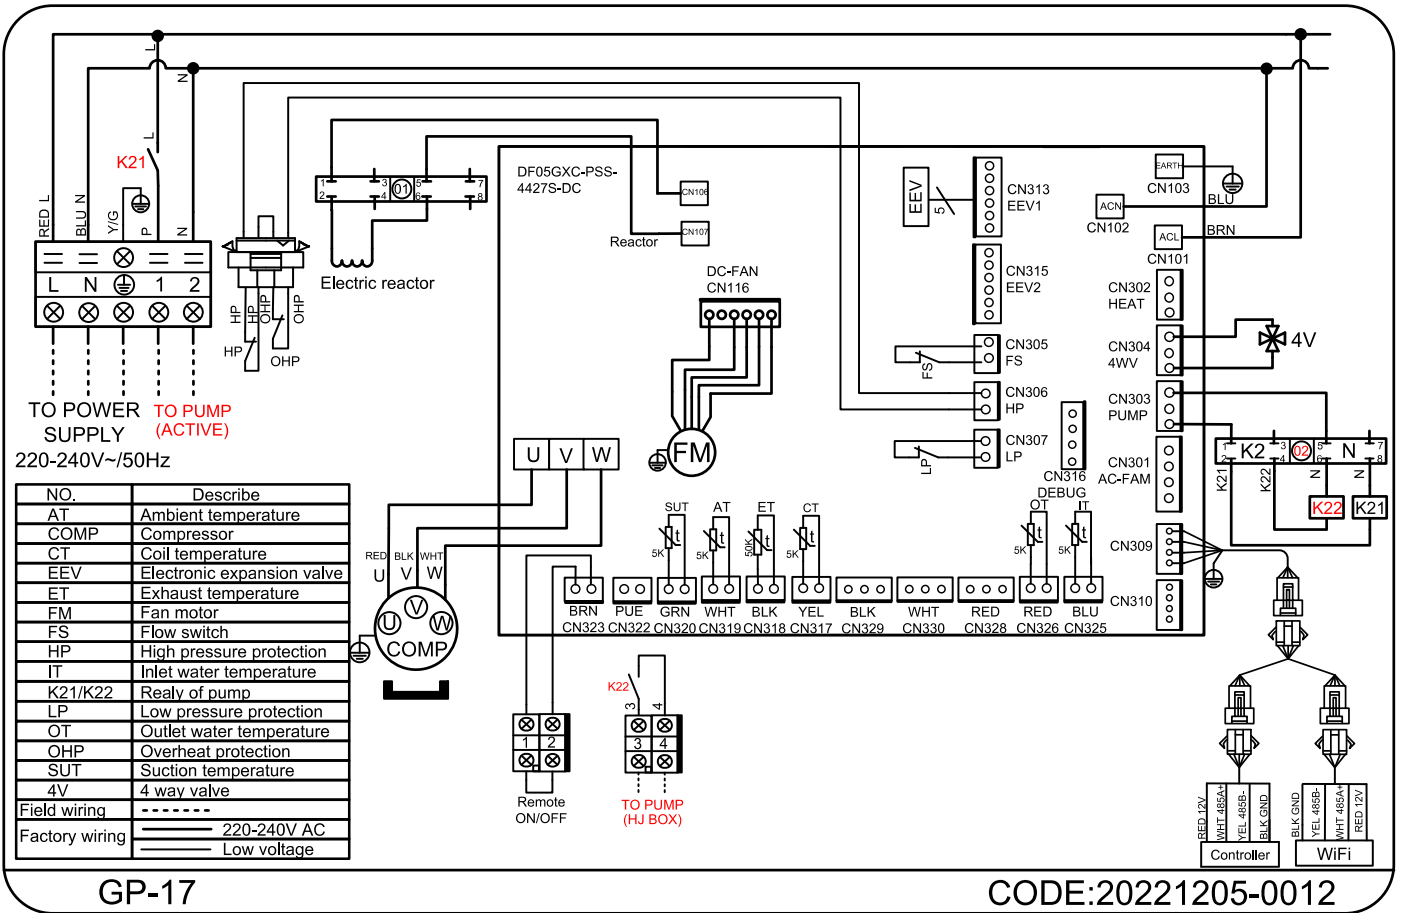 L
N
K21
L
RED L
BLU N
Y/G
P
N
L N 1 2
TO POWER
SUPPLY
220-240V~/50Hz
TO PUMP
(ACTIVE)
HP
HP
OHP
OHP
HP
OHP
1 3 5 7
01
2 4 6 8
Electric reactor
DF05GXC-PSS-
4427S-DC
CN106
CN107
Reactor
DC-FAN
CN116
FM
EEV
5
CN313
EEV1
CN315
EEV2
FS
CN305
FS
CN306
HP
LP
CN307
LP
CN316
DEBUG
EARTH
CN103
ACN
CN102
BLU
ACL
CN101
BRN
CN302
HEAT
CN304
4WV
4V
CN303
PUMP
CN301
AC-FAM
CN309
CN310
1 3 5 7
K2 02 N
2 4 6 8
K21
K22
N
N
K22
K21
U V W
RED BLK WHT
U V W
V
U W
COMP
SUT
5K
t
AT
5K
t
ET
50K
t
CT
5K
t
OT
5K
t
IT
5K
t
BRN PUE GRN WHT BLK YEL BLK WHT RED RED BLU
CN323 CN322 CN320 CN319 CN318 CN317 CN329 CN330 CN328 CN326 CN325
1 2
Remote
ON/OFF
K22
3
4
3 4
TO PUMP
(HJ BOX)
RED 12V
WHT 485A+
YEL 485B-
BLK GND
Controller
BLK GND
YEL 485B-
WHT 485A+
RED 12V
WiFi
NO. Describe
AT Ambient temperature
COMP Compressor
CT Coil temperature
EEV Electronic expansion valve
ET Exhaust temperature
FM Fan motor
FS Flow switch
HP High pressure protection
IT Inlet water temperature
K21/K22 Realy of pump
LP Low pressure protection
OT Outlet water temperature
OHP Overheat protection
SUT Suction temperature
4V 4 way valve
Field wiring
Factory wiring 220-240V AC
Low voltage
GP-17
CODE:20221205-0012